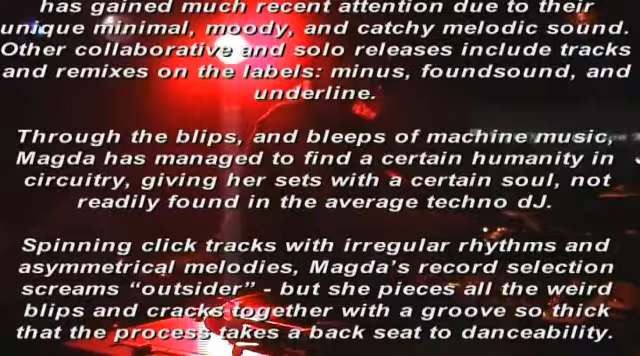 has gained much recent attention due to their
unique minimal, moody, and catchy melodic sound.
Other collaborative and solo releases include tracks
and remixes on the labels: minus, foundsound, and
underline.
Through the blips, and bleeps of machine music,
Magda has managed to find a certain humanity in
circuitry, giving her sets with a certain soul, not
readily found in the average techno dJ.
Spinning click tracks with irregular rhythms and
asymmetrical melodies, Magda's record selection
screams “outsider” - but she pieces all the weird
blips and cracks together with a groove so thick
that the process takes a back seat to danceability.